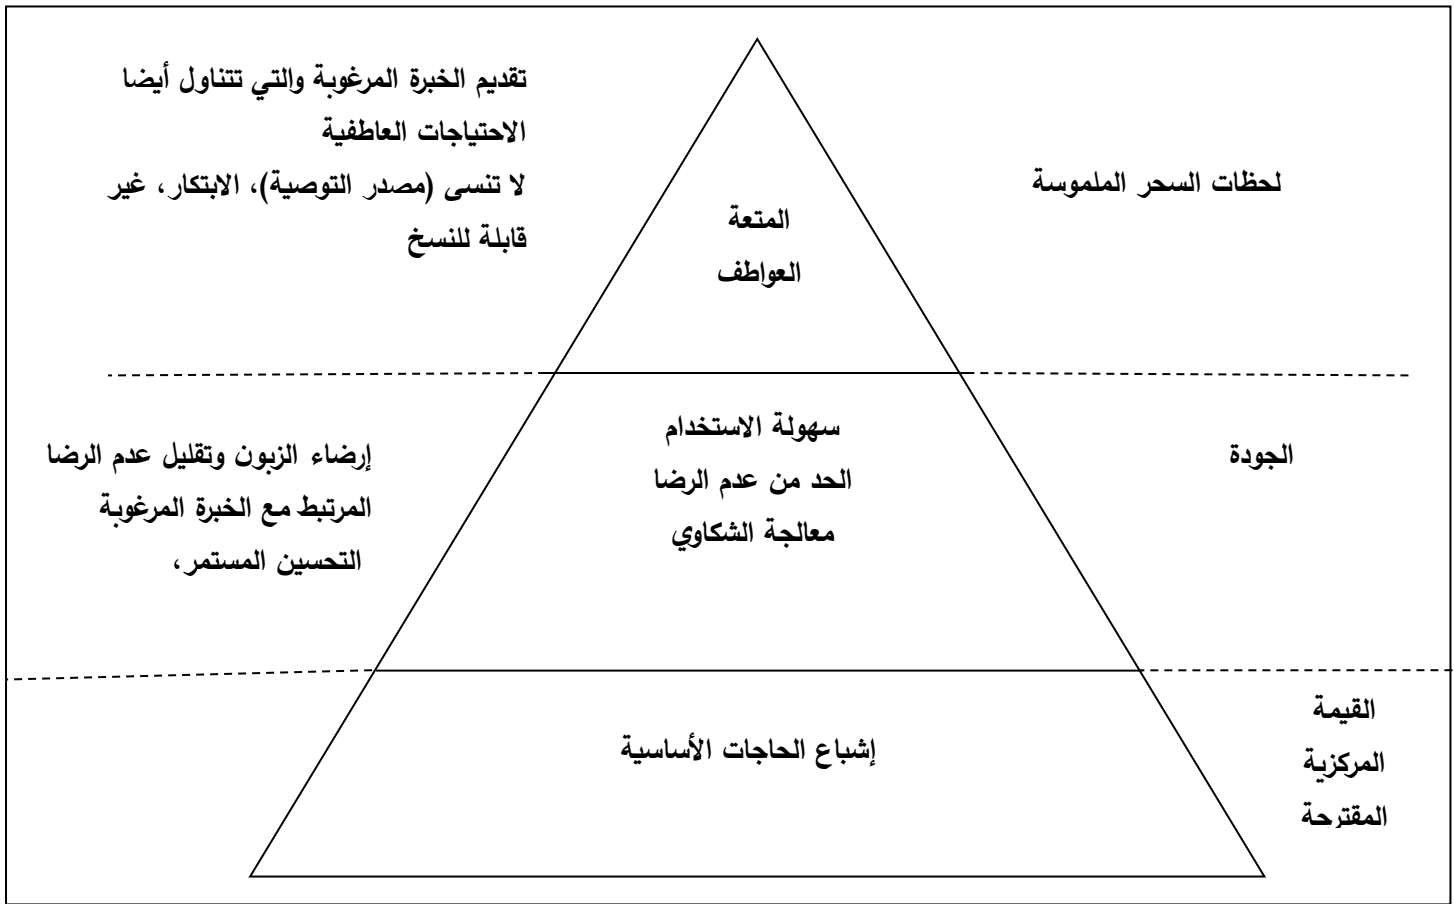 لحظات السحر الملموسة
المتعة
العواطف
تقديم الخبرة المرغوبة والتي تتناول أيضا
الاحتياجات العاطفية
لا تنسى (مصدر التوصية)، الابتكار، غير
قابلة للنسخ
الجودة
سهولة الاستخدام
الحد من عدم الرضا
معالجة الشكاوي
إرضاء الزبون وتقليل عدم الرضا
المرتبط مع الخبرة المرغوبة
التحسين المستمر،
القيمة
المركزية
المقترحة
إشباع الحاجات الأساسية